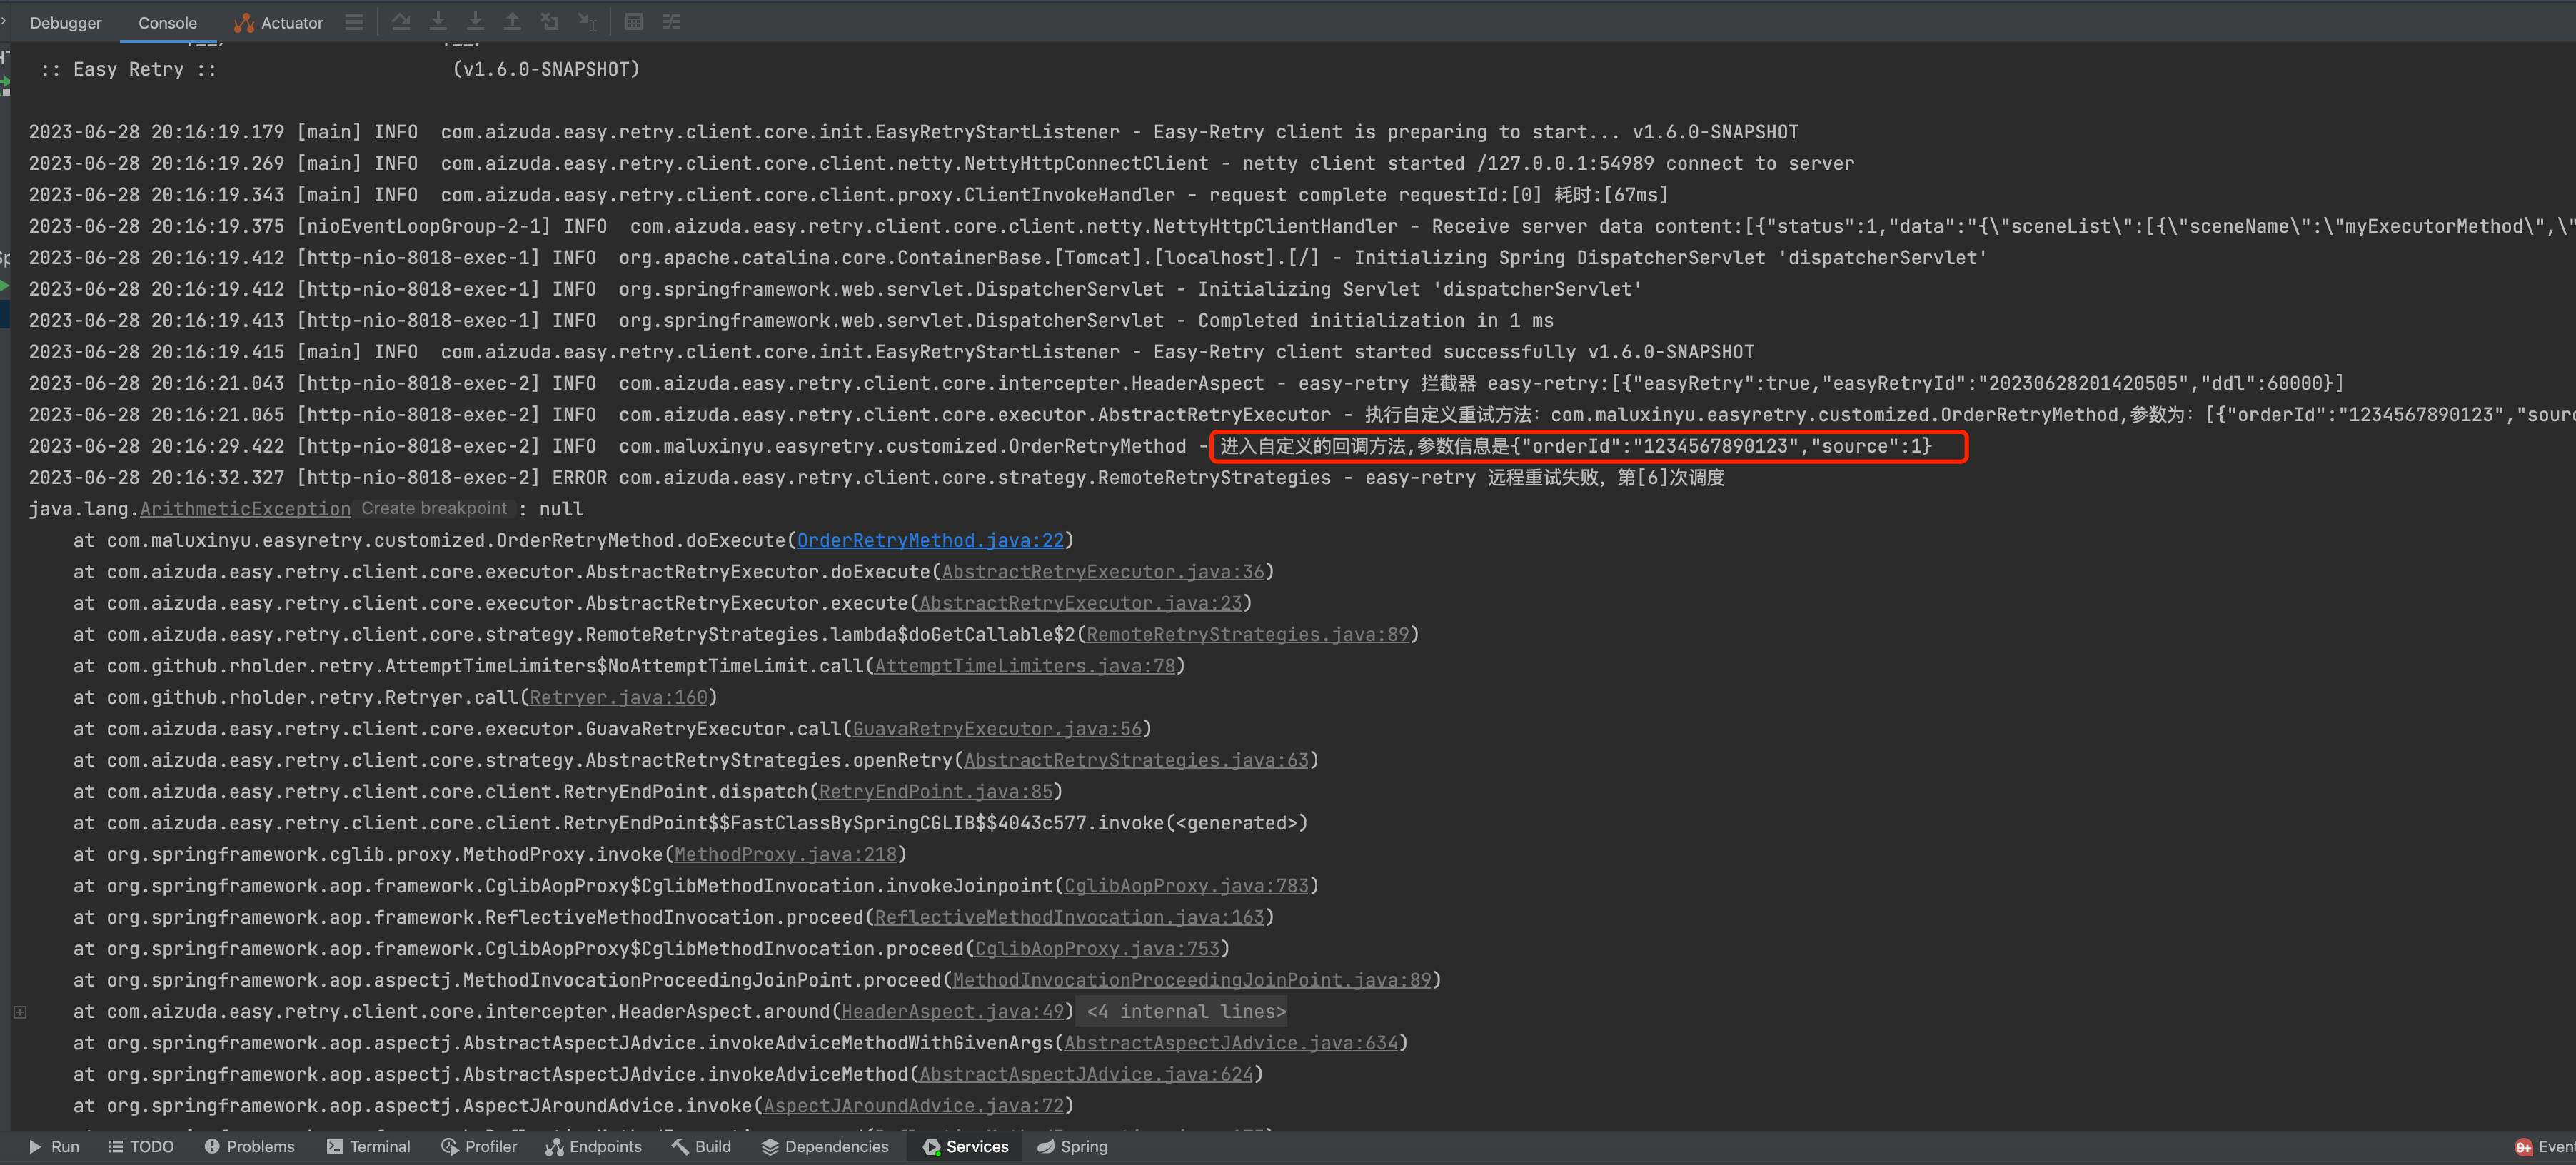 Debugger Console Actuator
:: Easy Retry :: (v1.6.0-SNAPSHOT)
2023-06-28 20:16:19.179 [main] INFO  com.aizuda.easy.retry.client.core.init.EasyRetryStartListener - Easy-Retry client is preparing to start... v1.6.0-SNAPSHOT
2023-06-28 20:16:19.269 [main] INFO  com.aizuda.easy.retry.client.core.client.netty.NettyHttpConnectClient - netty client started /127.0.0.1:54989 connect to server
2023-06-28 20:16:19.343 [main] INFO  com.aizuda.easy.retry.client.core.client.proxy.ClientInvokeHandler - request complete requestId:[0] 耗时:[67ms]
2023-06-28 20:16:19.375 [nioEventLoopGroup-2-1] INFO  com.aizuda.easy.retry.client.core.client.netty.NettyHttpClientHandler - Receive server data content:[{"status":1,"data":"{\"sceneList\":[{\"sceneName\":\"myExecutorMethod\",\"
2023-06-28 20:16:19.412 [http-nio-8018-exec-1] INFO  org.apache.catalina.core.ContainerBase.[Tomcat].[localhost].[/] - Initializing Spring DispatcherServlet 'dispatcherServlet'
2023-06-28 20:16:19.412 [http-nio-8018-exec-1] INFO  org.springframework.web.servlet.DispatcherServlet - Initializing Servlet 'dispatcherServlet'
2023-06-28 20:16:19.413 [http-nio-8018-exec-1] INFO  org.springframework.web.servlet.DispatcherServlet - Completed initialization in 1 ms
2023-06-28 20:16:19.415 [main] INFO  com.aizuda.easy.retry.client.core.init.EasyRetryStartListener - Easy-Retry client started successfully v1.6.0-SNAPSHOT
2023-06-28 20:16:21.043 [http-nio-8018-exec-2] INFO  com.aizuda.easy.retry.client.core.intercepter.HeaderAspect - easy-retry 拦截器 easy-retry:[{"easyRetry":true,"easyRetryId":"20230628201420505","ddl":60000}]
2023-06-28 20:16:21.065 [http-nio-8018-exec-2] INFO  com.aizuda.easy.retry.client.core.executor.AbstractRetryExecutor - 执行自定义重试方法：com.maluxinyu.easyretry.customized.OrderRetryMethod,参数为：[{"orderId":"1234567890123","sourc
2023-06-28 20:16:29.422 [http-nio-8018-exec-2] INFO  com.maluxinyu.easyretry.customized.OrderRetryMethod - 进入自定义的回调方法,参数信息是{"orderId":"1234567890123","source":1}
2023-06-28 20:16:32.327 [http-nio-8018-exec-2] ERROR com.aizuda.easy.retry.client.core.strategy.RemoteRetryStrategies - easy-retry 远程重试失败，第[6]次调度
java.lang.ArithmeticException Create breakpoint : null
at com.maluxinyu.easyretry.customized.OrderRetryMethod.doExecute(OrderRetryMethod.java:22)
at com.aizuda.easy.retry.client.core.executor.AbstractRetryExecutor.doExecute(AbstractRetryExecutor.java:36)
at com.aizuda.easy.retry.client.core.executor.AbstractRetryExecutor.execute(AbstractRetryExecutor.java:23)
at com.aizuda.easy.retry.client.core.strategy.RemoteRetryStrategies.lambda$doGetCallable$2(RemoteRetryStrategies.java:89)
at com.github.rholder.retry.AttemptTimeLimiters$NoAttemptTimeLimit.call(AttemptTimeLimiters.java:78)
at com.github.rholder.retry.Retryer.call(Retryer.java:160)
at com.aizuda.easy.retry.client.core.executor.GuavaRetryExecutor.call(GuavaRetryExecutor.java:56)
at com.aizuda.easy.retry.client.core.strategy.AbstractRetryStrategies.openRetry(AbstractRetryStrategies.java:63)
at com.aizuda.easy.retry.client.core.client.RetryEndPoint.dispatch(RetryEndPoint.java:85)
at com.aizuda.easy.retry.client.core.client.RetryEndPoint$$FastClassBySpringCGLIB$$4043c577.invoke(<generated>)
at org.springframework.cglib.proxy.MethodProxy.invoke(MethodProxy.java:218)
at org.springframework.aop.framework.CglibAopProxy$CglibMethodInvocation.invokeJoinpoint(CglibAopProxy.java:783)
at org.springframework.aop.framework.ReflectiveMethodInvocation.proceed(ReflectiveMethodInvocation.java:163)
at org.springframework.aop.framework.CglibAopProxy$CglibMethodInvocation.proceed(CglibAopProxy.java:753)
at org.springframework.aop.aspectj.MethodInvocationProceedingJoinPoint.proceed(MethodInvocationProceedingJoinPoint.java:89)
at com.aizuda.easy.retry.client.core.intercepter.HeaderAspect.around(HeaderAspect.java:49) <4 internal lines>
at org.springframework.aop.aspectj.AbstractAspectJAdvice.invokeAdviceMethodWithGivenArgs(AbstractAspectJAdvice.java:634)
at org.springframework.aop.aspectj.AbstractAspectJAdvice.invokeAdviceMethod(AbstractAspectJAdvice.java:624)
at org.springframework.aop.aspectj.AspectJAroundAdvice.invoke(AspectJAroundAdvice.java:72)
Run TODO Problems Terminal Profiler Endpoints Build Dependencies Services Spring 9+ Even